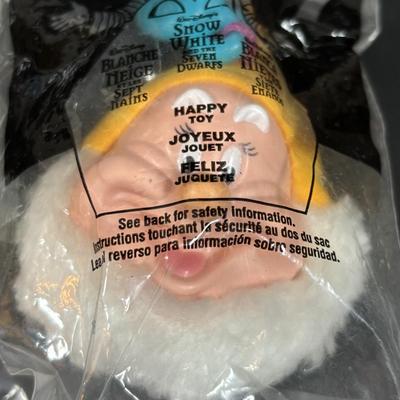 Walt Disney's
SNOW
WHITE
AND THE
SEVEN
DWARFS
Walt Disney's
BLANCHE
NEIGE
ET LES
SEPT
NAINS
HAPPY
TOY
JOYEUX
JOUET
FELIZ
JUGUETE
See back for safety information.
Instructions touchant la sécurité au dos du sac
Lea reverso para información sobre seguridad.